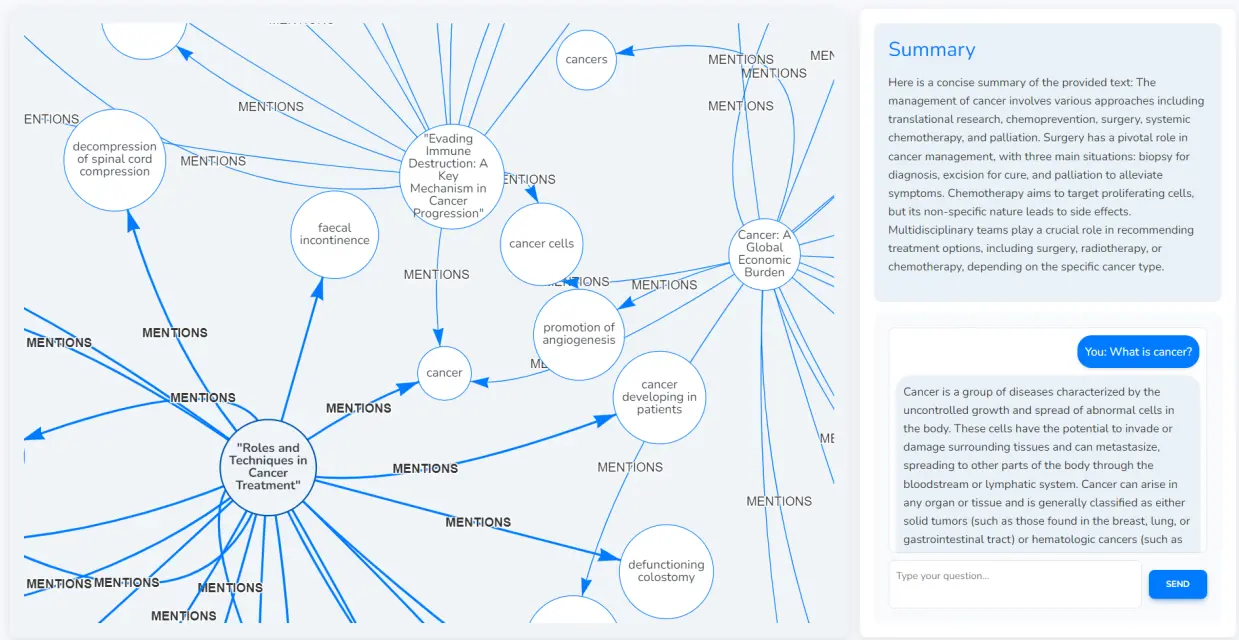 cancers
MENTIONS
MENTIONS
MENTIONS
MENTIONS
ENTIONS
"Evading
Immune
Destruction: A
Key
Mechanism in
Cancer
Progression"
decompression
of spinal cord
compression
MENTIONS
ENTIONS
faecal
incontinence
cancer cells
Cancer: A
Global
Economic
Burden
MENTIONS
MENTIONS
promotion of
angiogenesis
MENTIONS
MENTIONS
cancer
cancer
developing in
patients
MENTIONS
MENTIONS
"Roles and
Techniques in
Cancer
Treatment"
MENTIONS
MENTIONS
MENTIONS
MENTIONS
defunctioning
colostomy
MENTIONS
MENTIONS
MENTIONS
MENTIONS
Summary
Here is a concise summary of the provided text: The
management of cancer involves various approaches including
translational research, chemoprevention, surgery, systemic
chemotherapy, and palliation. Surgery has a pivotal role in
cancer management, with three main situations: biopsy for
diagnosis, excision for cure, and palliation to alleviate
symptoms. Chemotherapy aims to target proliferating cells,
but its non-specific nature leads to side effects.
Multidisciplinary teams play a crucial role in recommending
treatment options, including surgery, radiotherapy, or
chemotherapy, depending on the specific cancer type.
You: What is cancer?
Cancer is a group of diseases characterized by the
uncontrolled growth and spread of abnormal cells in
the body. These cells have the potential to invade or
damage surrounding tissues and can metastasize,
spreading to other parts of the body through the
bloodstream or lymphatic system. Cancer can arise in
any organ or tissue and is generally classified as either
solid tumors (such as those found in the breast, lung, or
gastrointestinal tract) or hematologic cancers (such as
Type your question...
SEND